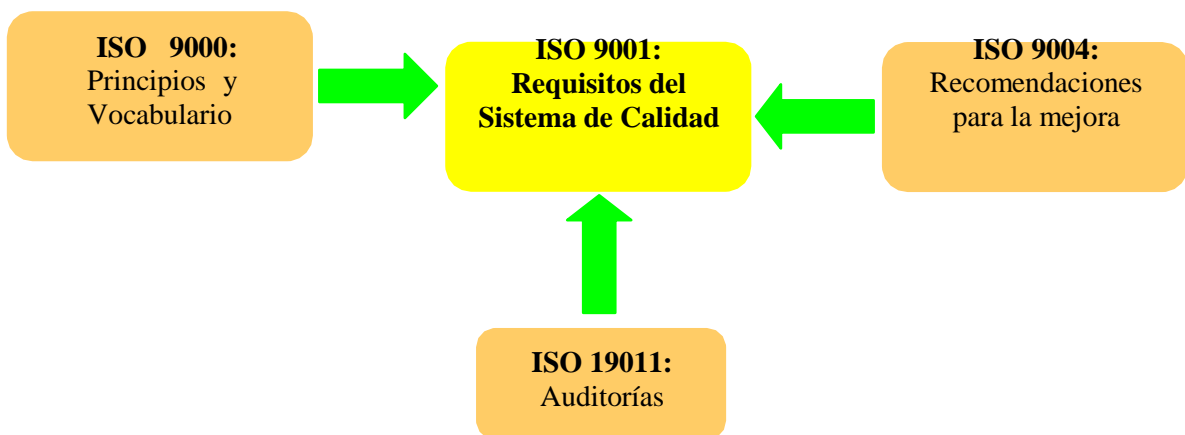 ISO 9000:
Principios y
Vocabulario
ISO 9001:
Requisitos del
Sistema de Calidad
ISO 9004:
Recomendaciones
para la mejora
ISO 19011:
Auditorías